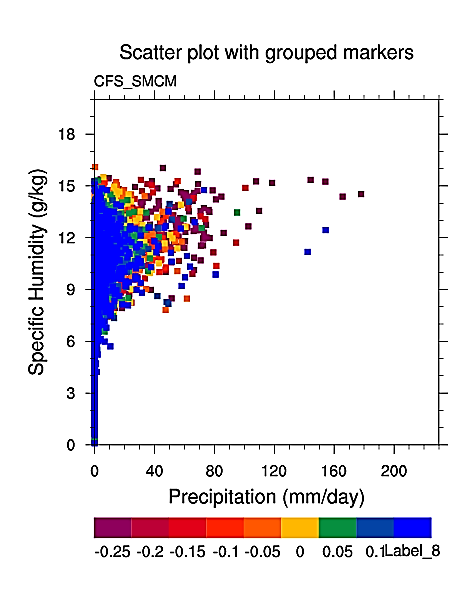 Scatter plot with grouped markers
CFS_SMCM
Specific Humidity (g/kg)
18
15
12
9
6
3
0
0 40 80 120 160 200
Precipitation (mm/day)
-0.25 -0.2 -0.15 -0.1 -0.05 0 0.05 0.1 Label_8